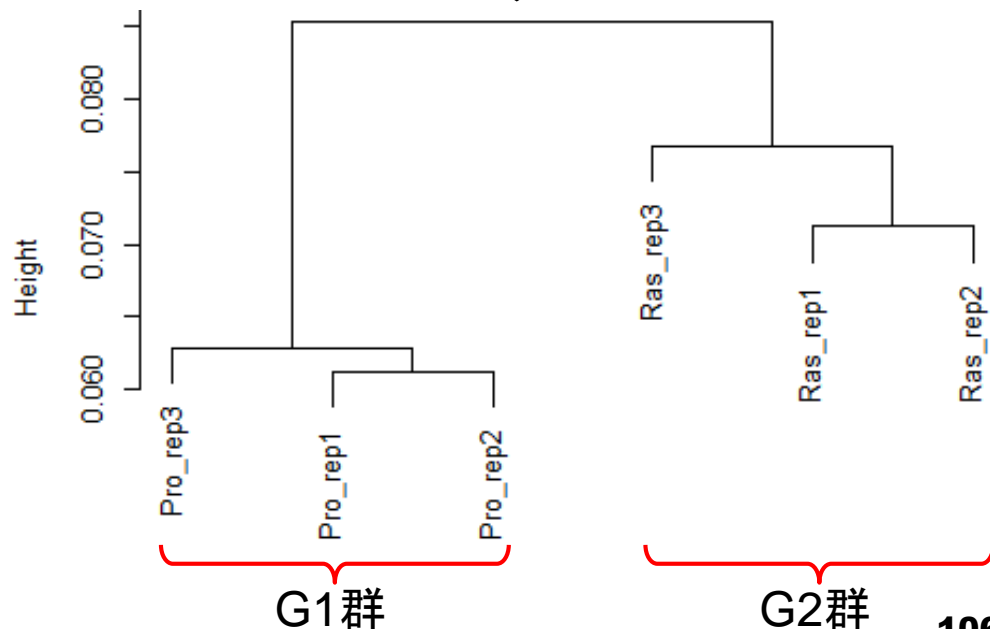 0.080
0.070
0.060
Height
Pro_rep3
Pro_rep1
Pro_rep2
Ras_rep3
Ras_rep1
Ras_rep2
G1群
G2群